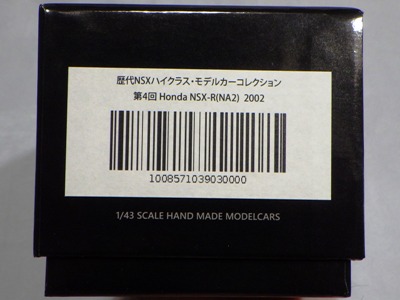 歴代NSXハイクラス・モデルカーコレクション
第4回 Honda NSX-R(NA2) 2002
1008571039030000
1/43 SCALE HAND MADE MODELCARS